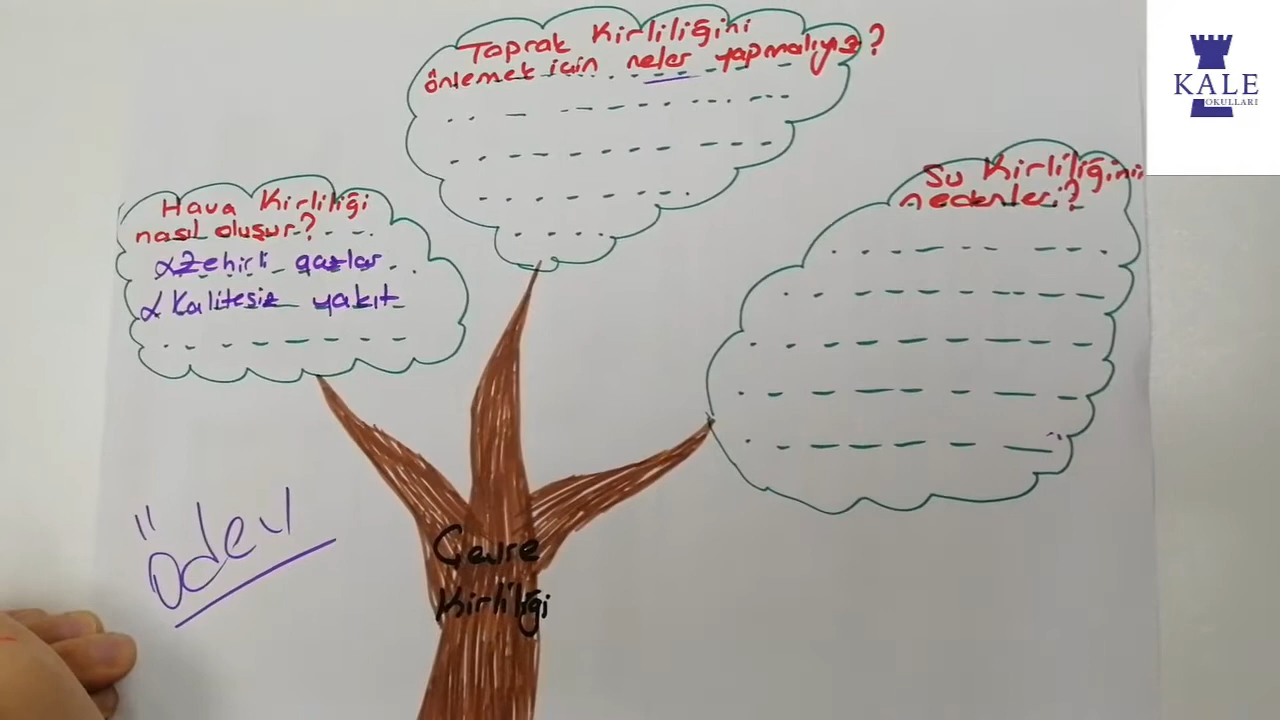 Toprak Kirliliğini
önlemek için neler yapmalıyız?
Su Kirliliğini
nedenleri?
Hava Kirliliği
nasıl oluşur?
Zehirli gazlar
Kalitesiz yakıt
Ödev
Çevre
Kirliliği
KALE
OKULLARI